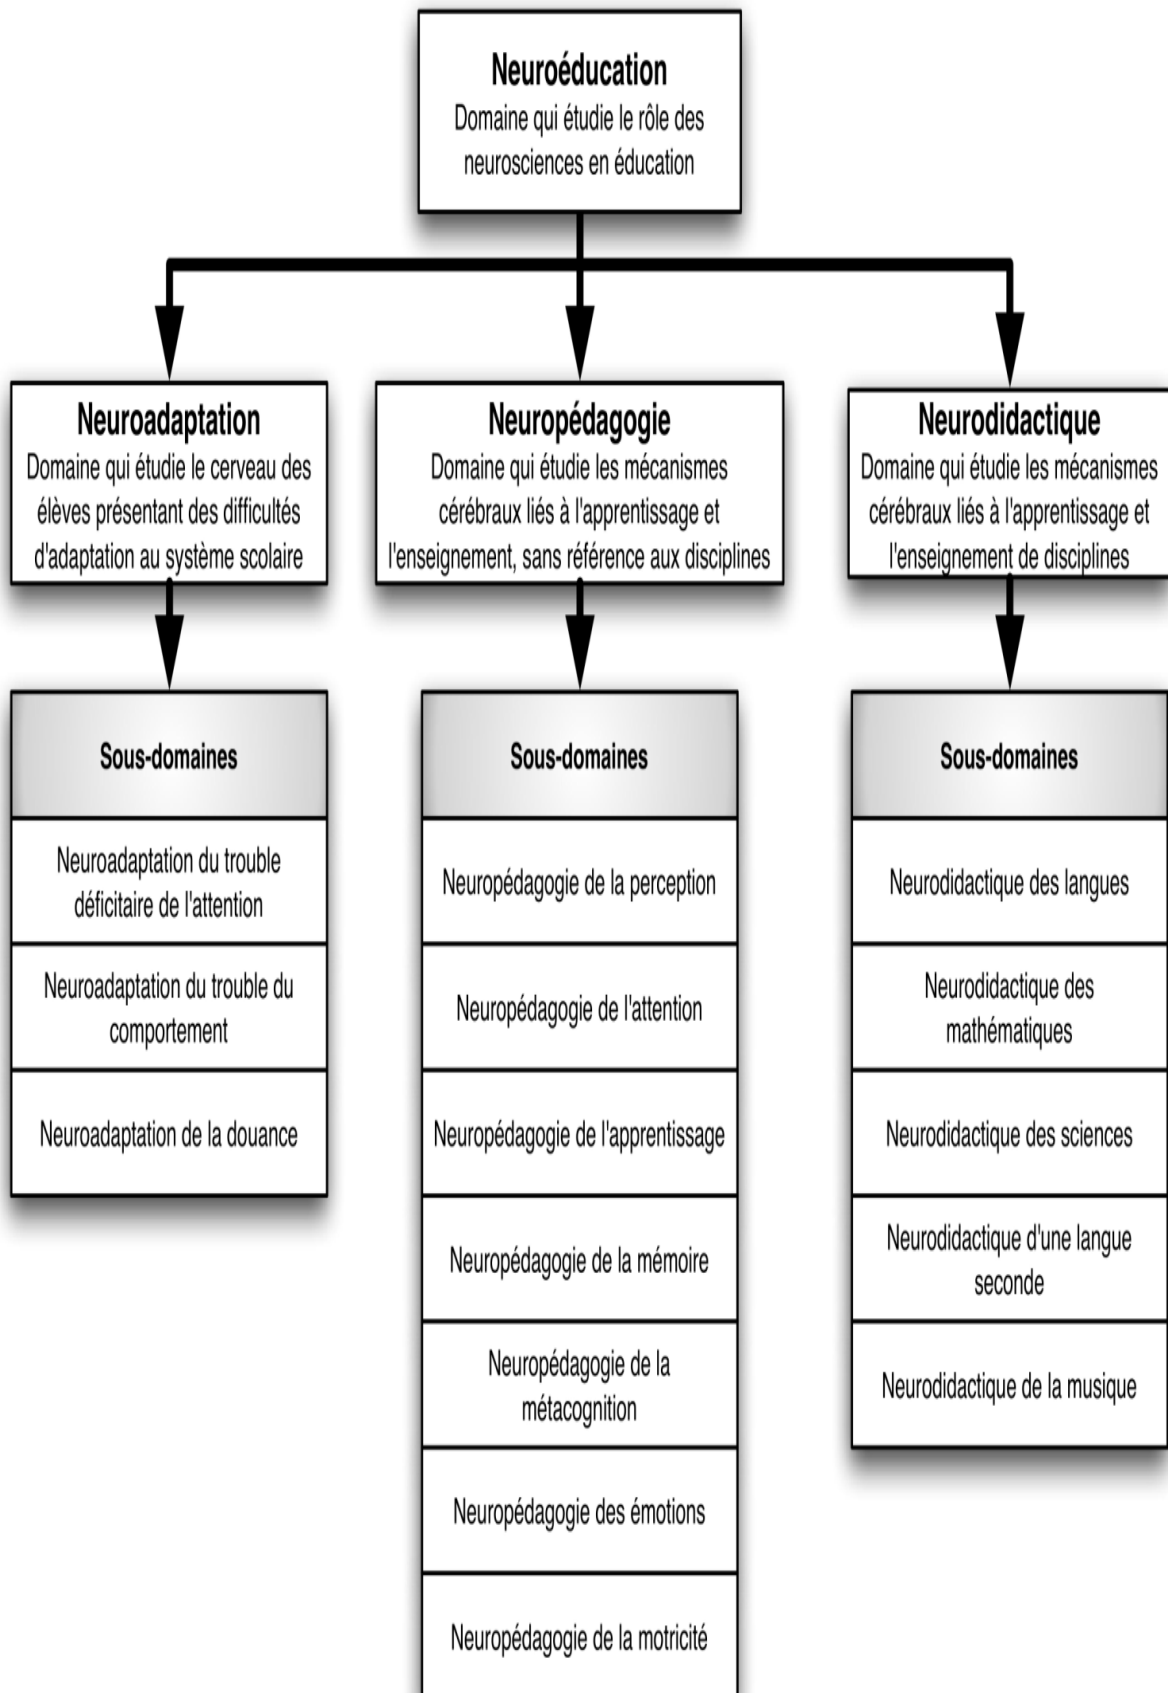 Neuroéducation
Domaine qui étudie le rôle des
neurosciences en éducation
Neuroadaptation
Domaine qui étudie le cerveau des
élèves présentant des difficultés
d'adaptation au système scolaire
Neuropédagogie
Domaine qui étudie les mécanismes
cérébraux liés à l'apprentissage et
l'enseignement, sans référence aux disciplines
Neurodidactique
Domaine qui étudie les mécanismes
cérébraux liés à l'apprentissage et
l'enseignement de disciplines
Sous-domaines
Neuroadaptation du trouble
déficitaire de l'attention
Neuroadaptation du trouble du
comportement
Neuroadaptation de la douance
Sous-domaines
Neuropédagogie de la perception
Neuropédagogie de l'attention
Neuropédagogie de l'apprentissage
Neuropédagogie de la mémoire
Neuropédagogie de la
métacognition
Neuropédagogie des émotions
Neuropédagogie de la motricité
Sous-domaines
Neurodidactique des langues
Neurodidactique des
mathématiques
Neurodidactique des sciences
Neurodidactique d'une langue
seconde
Neurodidactique de la musique